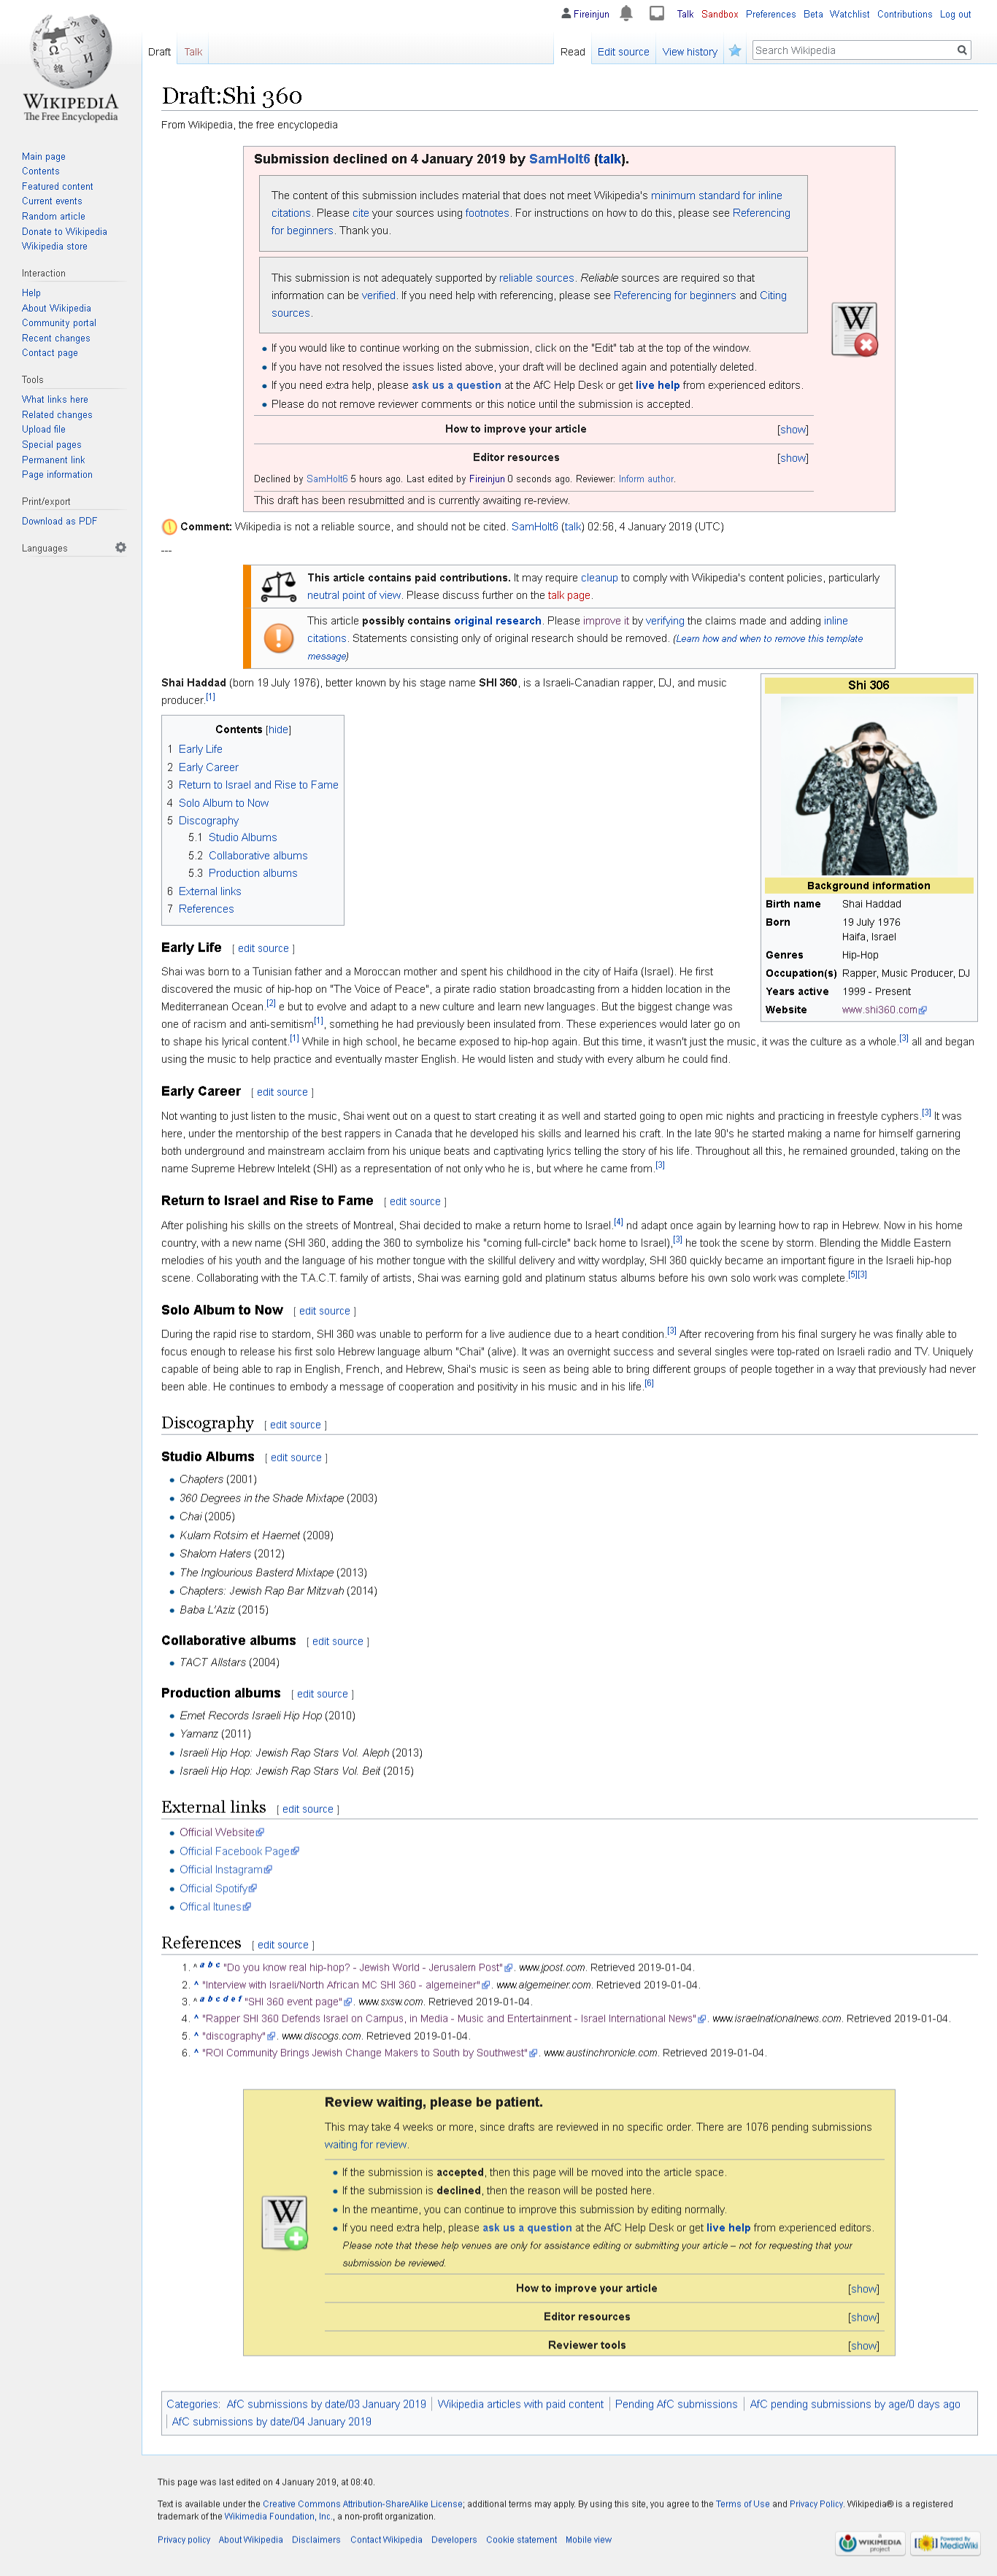 Fireinjun Talk Sandbox Preferences Beta Watchlist Contributions Log out
Draft Talk Read Edit source View history Search Wikipedia
WIKIPEDIA
The Free Encyclopedia
Main page
Contents
Featured content
Current events
Random article
Donate to Wikipedia
Wikipedia store
Interaction
Help
About Wikipedia
Community portal
Recent changes
Contact page
Tools
What links here
Related changes
Upload file
Special pages
Permanent link
Page information
Print/export
Download as PDF
Languages
Draft:Shi 360
From Wikipedia, the free encyclopedia
Submission declined on 4 January 2019 by SamHolt6 (talk).
The content of this submission includes material that does not meet Wikipedia's minimum standard for inline
citations. Please cite your sources using footnotes. For instructions on how to do this, please see Referencing
for beginners. Thank you.
This submission is not adequately supported by reliable sources. Reliable sources are required so that
information can be verified. If you need help with referencing, please see Referencing for beginners and Citing
sources.
W
• If you would like to continue working on the submission, click on the "Edit" tab at the top of the window.
• If you have not resolved the issues listed above, your draft will be declined again and potentially deleted.
• If you need extra help, please ask us a question at the AfC Help Desk or get live help from experienced editors.
• Please do not remove reviewer comments or this notice until the submission is accepted.
How to improve your article [show]
Editor resources [show]
Declined by SamHolt6 5 hours ago. Last edited by Fireinjun 0 seconds ago. Reviewer: Inform author.
This draft has been resubmitted and is currently awaiting re-review.
Comment: Wikipedia is not a reliable source, and should not be cited. SamHolt6 (talk) 02:56, 4 January 2019 (UTC)
---
This article contains paid contributions. It may require cleanup to comply with Wikipedia's content policies, particularly
neutral point of view. Please discuss further on the talk page.
This article possibly contains original research. Please improve it by verifying the claims made and adding inline
citations. Statements consisting only of original research should be removed. (Learn how and when to remove this template
message)
Shai Haddad (born 19 July 1976), better known by his stage name SHI 360, is a Israeli-Canadian rapper, DJ, and music
producer.[1]
Contents [hide]
1 Early Life
2 Early Career
3 Return to Israel and Rise to Fame
4 Solo Album to Now
5 Discography
5.1 Studio Albums
5.2 Collaborative albums
5.3 Production albums
6 External links
7 References
Shi 306
Background information
Birth name Shai Haddad
Born 19 July 1976
Haifa, Israel
Genres Hip-Hop
Occupation(s) Rapper, Music Producer, DJ
Years active 1999 - Present
Website www.shi360.com
Early Life [ edit source ]
Shai was born to a Tunisian father and a Moroccan mother and spent his childhood in the city of Haifa (Israel). He first
discovered the music of hip-hop on "The Voice of Peace", a pirate radio station broadcasting from a hidden location in the
Mediterranean Ocean.[2] e but to evolve and adapt to a new culture and learn new languages. But the biggest change was
one of racism and anti-semitism[1], something he had previously been insulated from. These experiences would later go on
to shape his lyrical content.[1] While in high school, he became exposed to hip-hop again. But this time, it wasn't just the music, it was the culture as a whole.[3] all and began
using the music to help practice and eventually master English. He would listen and study with every album he could find.
Early Career [ edit source ]
Not wanting to just listen to the music, Shai went out on a quest to start creating it as well and started going to open mic nights and practicing in freestyle cyphers.[3] It was
here, under the mentorship of the best rappers in Canada that he developed his skills and learned his craft. In the late 90's he started making a name for himself garnering
both underground and mainstream acclaim from his unique beats and captivating lyrics telling the story of his life. Throughout all this, he remained grounded, taking on the
name Supreme Hebrew Intelekt (SHI) as a representation of not only who he is, but where he came from.[3]
Return to Israel and Rise to Fame [ edit source ]
After polishing his skills on the streets of Montreal, Shai decided to make a return home to Israel.[4] nd adapt once again by learning how to rap in Hebrew. Now in his home
country, with a new name (SHI 360, adding the 360 to symbolize his "coming full-circle" back home to Israel),[3] he took the scene by storm. Blending the Middle Eastern
melodies of his youth and the language of his mother tongue with the skillful delivery and witty wordplay, SHI 360 quickly became an important figure in the Israeli hip-hop
scene. Collaborating with the T.A.C.T. family of artists, Shai was earning gold and platinum status albums before his own solo work was complete.[5][3]
Solo Album to Now [ edit source ]
During the rapid rise to stardom, SHI 360 was unable to perform for a live audience due to a heart condition.[3] After recovering from his final surgery he was finally able to
focus enough to release his first solo Hebrew language album "Chai" (alive). It was an overnight success and several singles were top-rated on Israeli radio and TV. Uniquely
capable of being able to rap in English, French, and Hebrew, Shai's music is seen as being able to bring different groups of people together in a way that previously had never
been able. He continues to embody a message of cooperation and positivity in his music and in his life.[6]
Discography [ edit source ]
Studio Albums [ edit source ]
• Chapters (2001)
• 360 Degrees in the Shade Mixtape (2003)
• Chai (2005)
• Kulam Rotsim et Haemet (2009)
• Shalom Haters (2012)
• The Inglourious Basterd Mixtape (2013)
• Chapters: Jewish Rap Bar Mitzvah (2014)
• Baba L'Aziz (2015)
Collaborative albums [ edit source ]
• TACT Allstars (2004)
Production albums [ edit source ]
• Emet Records Israeli Hip Hop (2010)
• Yamanz (2011)
• Israeli Hip Hop: Jewish Rap Stars Vol. Aleph (2013)
• Israeli Hip Hop: Jewish Rap Stars Vol. Beit (2015)
External links [ edit source ]
• Official Website
• Official Facebook Page
• Official Instagram
• Official Spotify
• Offical Itunes
References [ edit source ]
1. ^ a b c "Do you know real hip-hop? - Jewish World - Jerusalem Post". www.jpost.com. Retrieved 2019-01-04.
2. ^ "Interview with Israeli/North African MC SHI 360 - algemeiner". www.algemeiner.com. Retrieved 2019-01-04.
3. ^ a b c d e f "SHI 360 event page". www.sxsw.com. Retrieved 2019-01-04.
4. ^ "Rapper SHI 360 Defends Israel on Campus, in Media - Music and Entertainment - Israel International News". www.israelnationalnews.com. Retrieved 2019-01-04.
5. ^ "discography". www.discogs.com. Retrieved 2019-01-04.
6. ^ "ROI Community Brings Jewish Change Makers to South by Southwest". www.austinchronicle.com. Retrieved 2019-01-04.
Review waiting, please be patient.
This may take 4 weeks or more, since drafts are reviewed in no specific order. There are 1076 pending submissions
waiting for review.
W
• If the submission is accepted, then this page will be moved into the article space.
• If the submission is declined, then the reason will be posted here.
• In the meantime, you can continue to improve this submission by editing normally.
• If you need extra help, please ask us a question at the AfC Help Desk or get live help from experienced editors.
Please note that these help venues are only for assistance editing or submitting your article – not for requesting that your
submission be reviewed.
How to improve your article [show]
Editor resources [show]
Reviewer tools [show]
Categories: AfC submissions by date/03 January 2019 | Wikipedia articles with paid content | Pending AfC submissions | AfC pending submissions by age/0 days ago
| AfC submissions by date/04 January 2019
This page was last edited on 4 January 2019, at 08:40.
Text is available under the Creative Commons Attribution-ShareAlike License; additional terms may apply. By using this site, you agree to the Terms of Use and Privacy Policy. Wikipedia® is a registered
trademark of the Wikimedia Foundation, Inc., a non-profit organization.
Privacy policy About Wikipedia Disclaimers Contact Wikipedia Developers Cookie statement Mobile view
A WIKIMEDIA project
Powered By MediaWiki